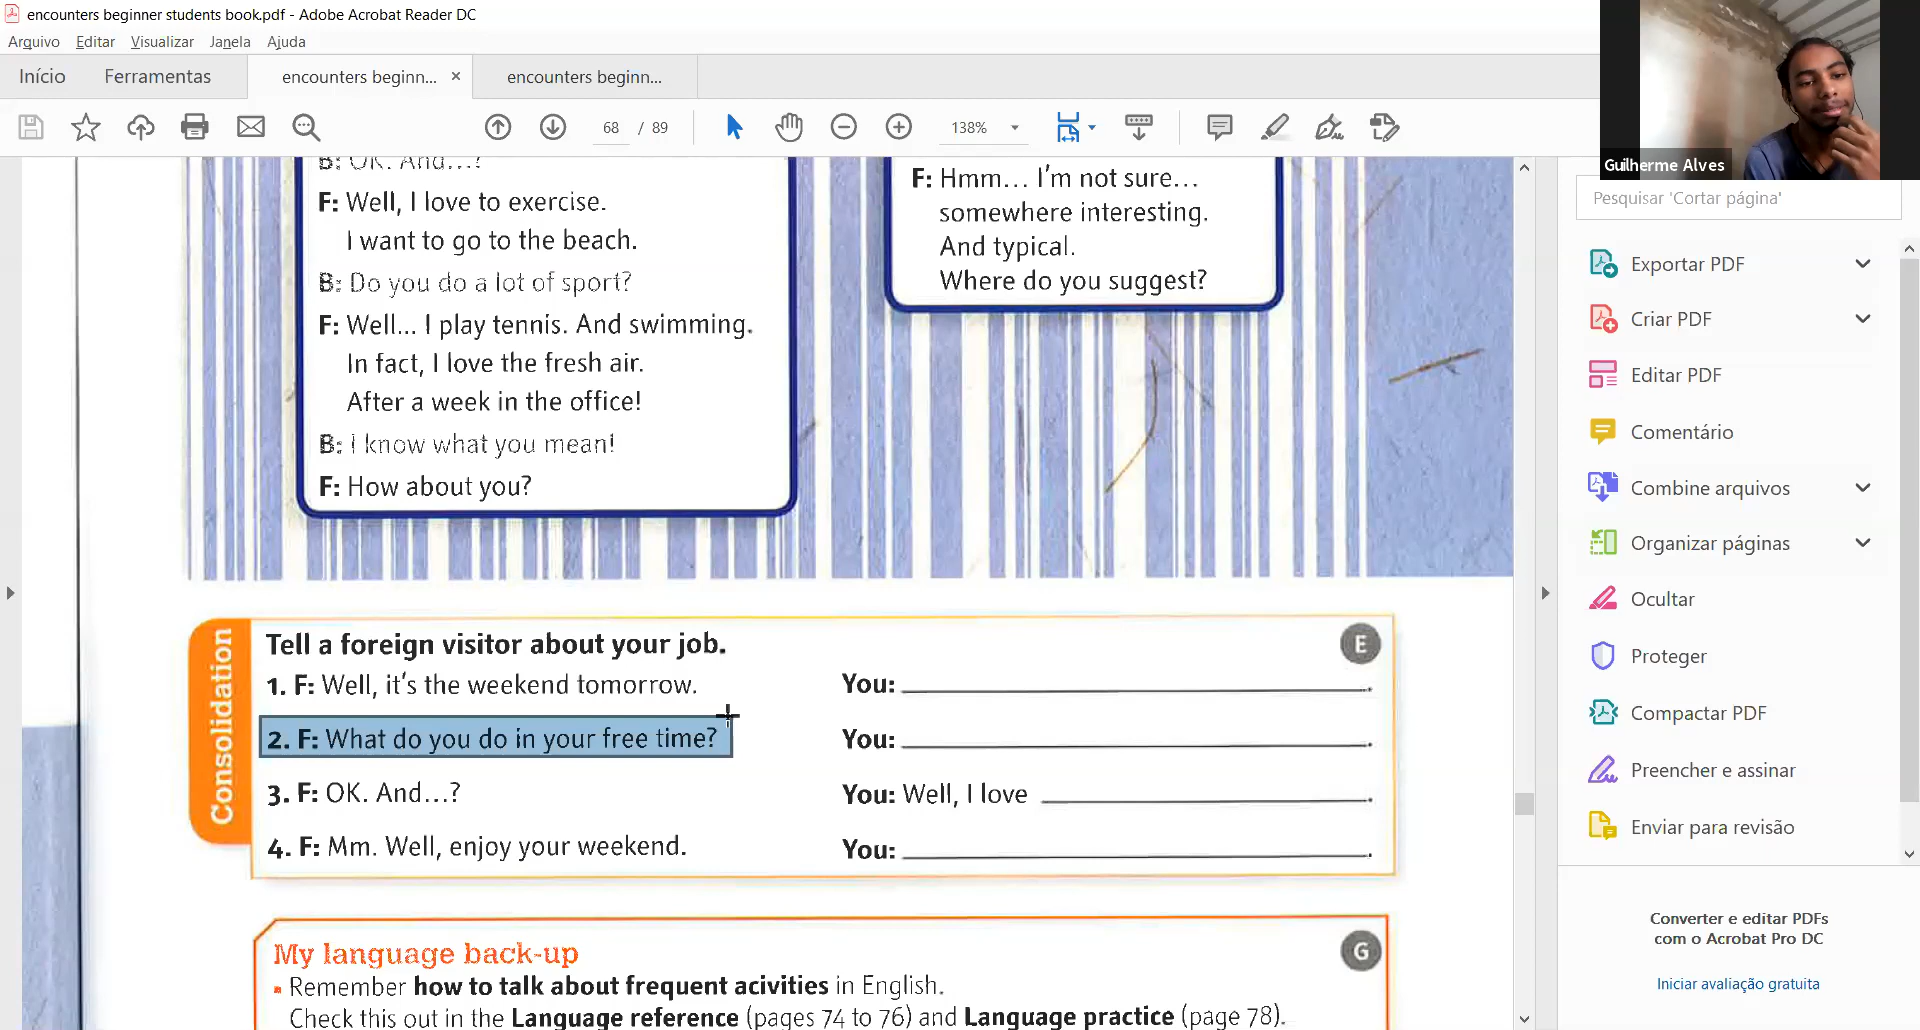 encounters beginner students book.pdf - Adobe Acrobat Reader DC
Arquivo Editar Visualizar Janela Ajuda
Início Ferramentas encounters beginn... × encounters beginn...
68 / 89 138%
Guilherme Alves
B: OK. And...?
F: Well, I love to exercise.
I want to go to the beach.
B: Do you do a lot of sport?
F: Well... I play tennis. And swimming.
In fact, I love the fresh air.
After a week in the office!
B: I know what you mean!
F: How about you?
F: Hmm... I'm not sure...
somewhere interesting.
And typical.
Where do you suggest?
Consolidation
Tell a foreign visitor about your job. E
1. F: Well, it's the weekend tomorrow. You: .
2. F: What do you do in your free time? You: .
3. F: OK. And...? You: Well, I love .
4. F: Mm. Well, enjoy your weekend. You: .
My language back-up G
Remember how to talk about frequent acivities in English.
Check this out in the Language reference (pages 74 to 76) and Language practice (page 78).
Pesquisar 'Cortar página'
Exportar PDF
Criar PDF
Editar PDF
Comentário
Combine arquivos
Organizar páginas
Ocultar
Proteger
Compactar PDF
Preencher e assinar
Enviar para revisão
Converter e editar PDFs
com o Acrobat Pro DC
Iniciar avaliação gratuita